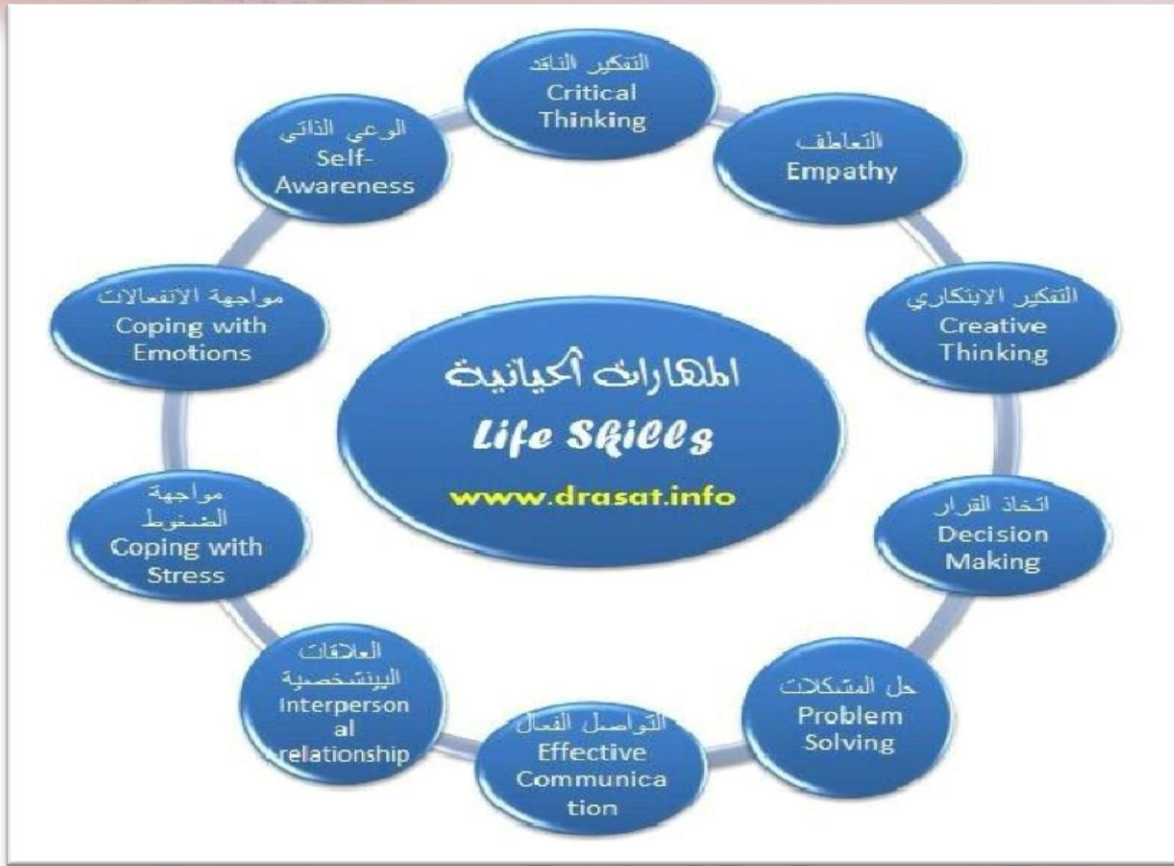 التفكير الناقد
Critical
Thinking
التعاطف
Empathy
التفكير الابتكاري
Creative
Thinking
اتخاذ القرار
Decision
Making
حل المشكلات
Problem
Solving
التواصل الفعال
Effective
Communica
tion
العلاقات
البينشخصية
Interperson
al
relationship
مواجهة
الضغوط
Coping with
Stress
مواجهة الانفعالات
Coping with
Emotions
الوعي الذاتي
Self-
Awareness
المهارات الحياتية
Life Skills
www.drasat.info